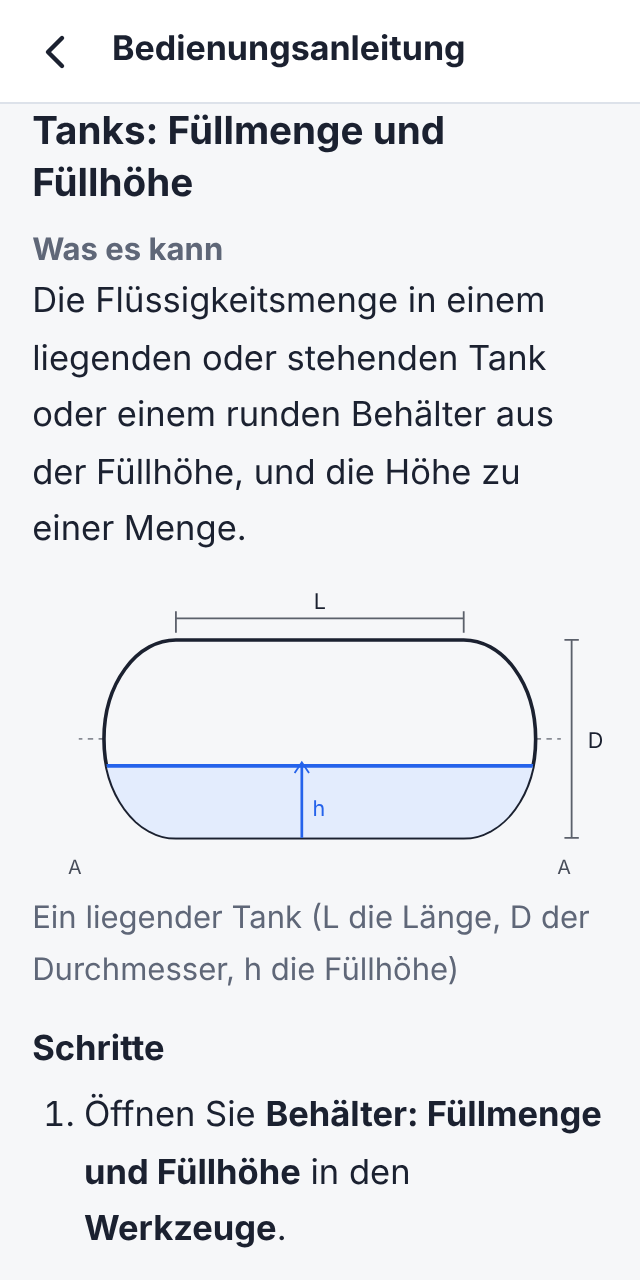 Bedienungsanleitung
Tanks: Füllmenge und
Füllhöhe
Was es kann
Die Flüssigkeitsmenge in einem
liegenden oder stehenden Tank
oder einem runden Behälter aus
der Füllhöhe, und die Höhe zu
einer Menge.
L
D
h
A A
Ein liegender Tank (L die Länge, D der
Durchmesser, h die Füllhöhe)
Schritte
1. Öffnen Sie Behälter: Füllmenge
und Füllhöhe in den
Werkzeuge.